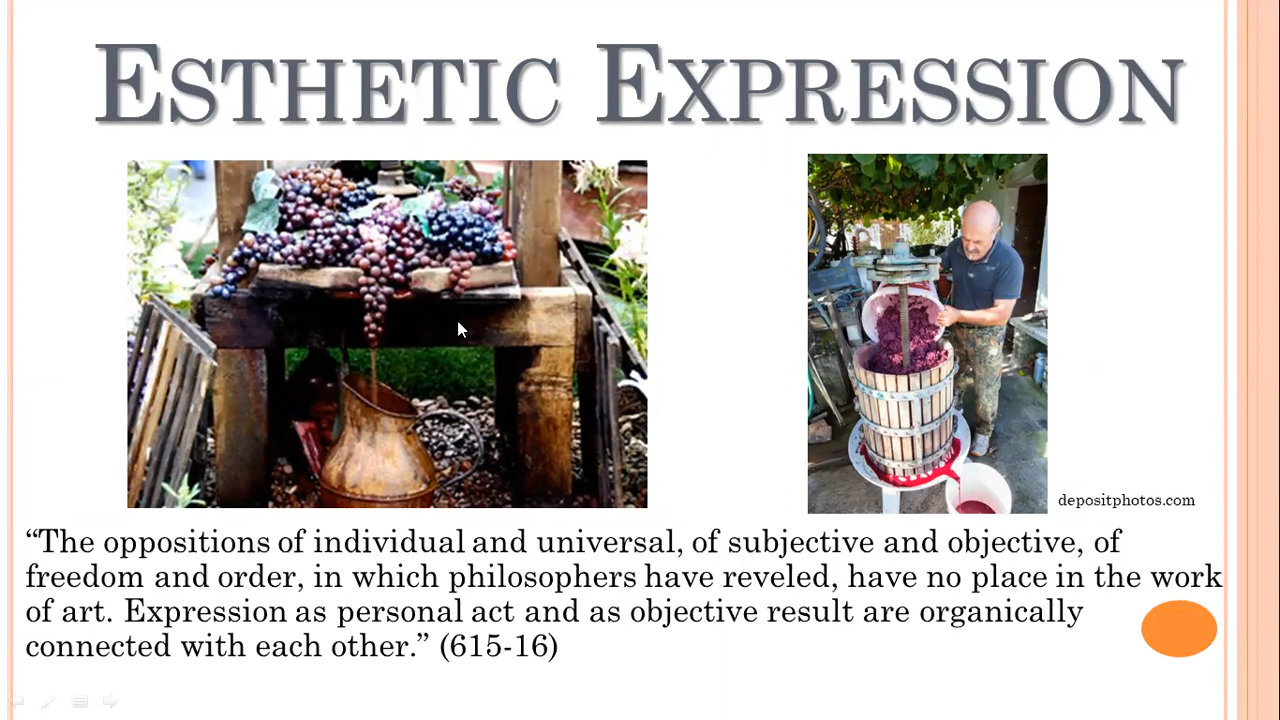 ESTHETIC EXPRESSION
depositphotos.com
“The oppositions of individual and universal, of subjective and objective, of
freedom and order, in which philosophers have reveled, have no place in the work
of art. Expression as personal act and as objective result are organically
connected with each other.” (615-16)